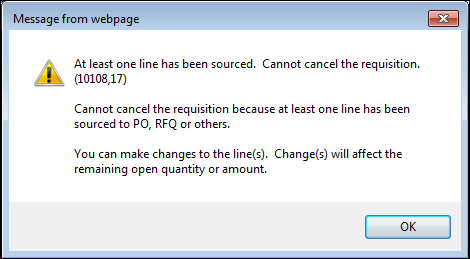 Message from webpage
At least one line has been sourced.  Cannot cancel the requisition.
(10108,17)
Cannot cancel the requisition because at least one line has been
sourced to PO, RFQ or others.
You can make changes to the line(s).  Change(s) will affect the
remaining open quantity or amount.
OK